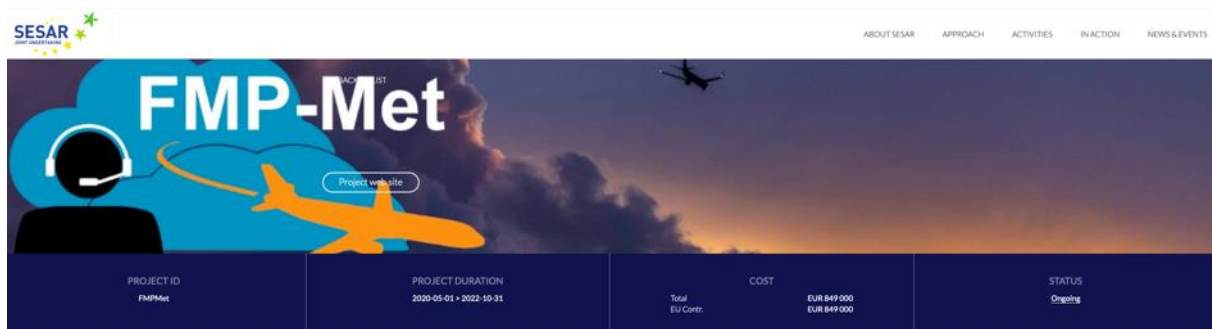 SESAR
JOINT UNDERTAKING
ABOUT SESAR
APPROACH
ACTIVITIES
IN ACTION
NEWS & EVENTS
FMP-Met
Project web site
PROJECT ID
FMPMet
PROJECT DURATION
2020-05-01 > 2022-10-31
COST
Total EUR 849 000
EU Contr. EUR 849 000
STATUS
Ongoing